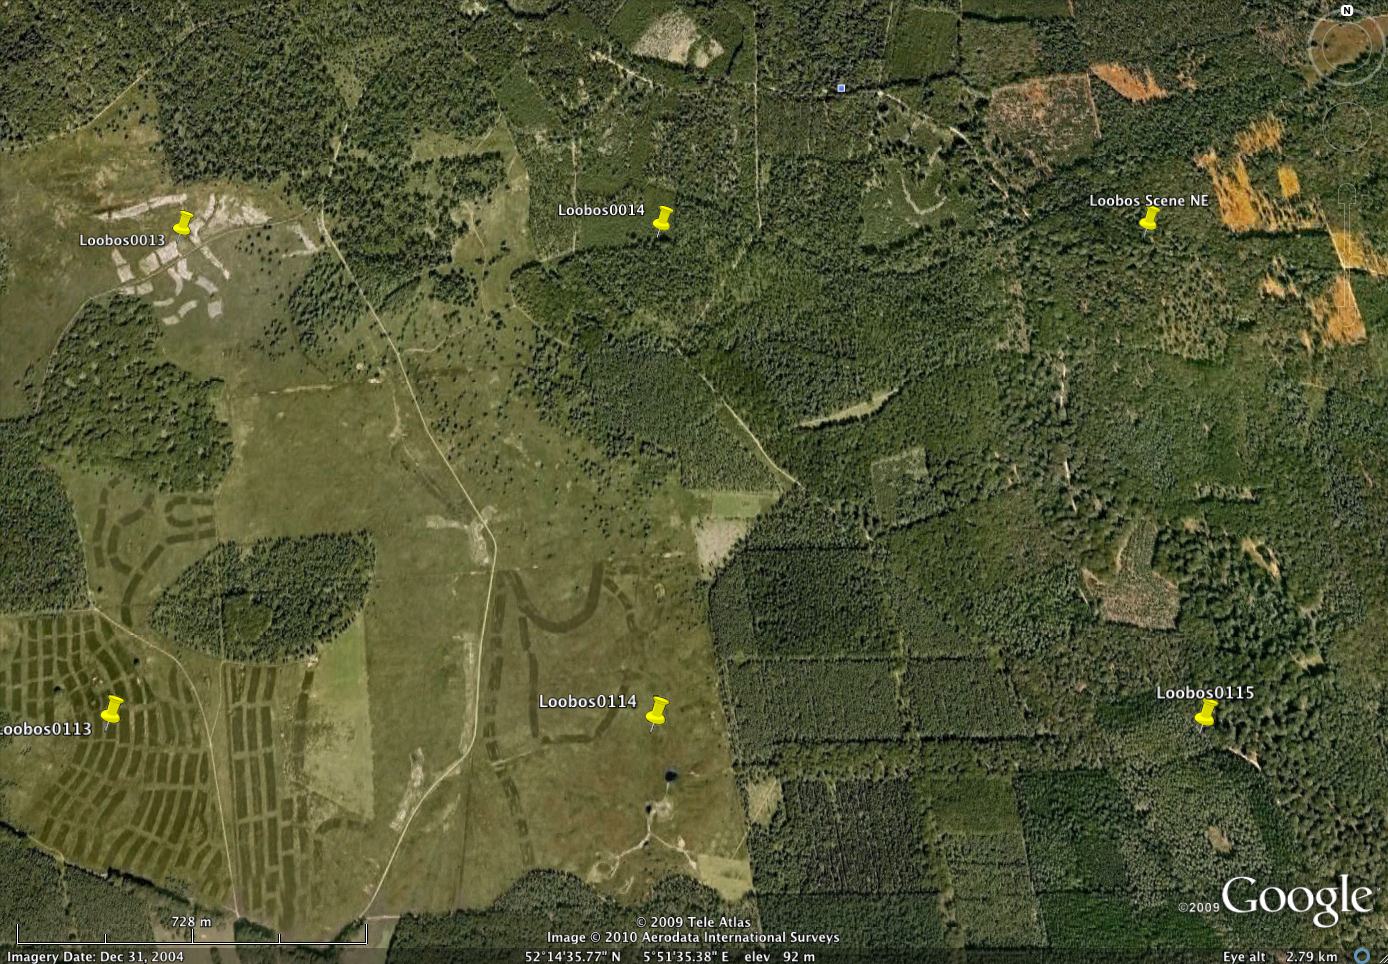 N
Loobos Scene NE
Loobos0014
Loobos0013
Loobos0115
Loobos0114
Loobos0113
©2009 Google
728 m
© 2009 Tele Atlas
Image © 2010 Aerodata International Surveys
Imagery Date: Dec 31, 2004 52°14'35.77" N 5°51'35.38" E elev 92 m Eye alt 2.79 km